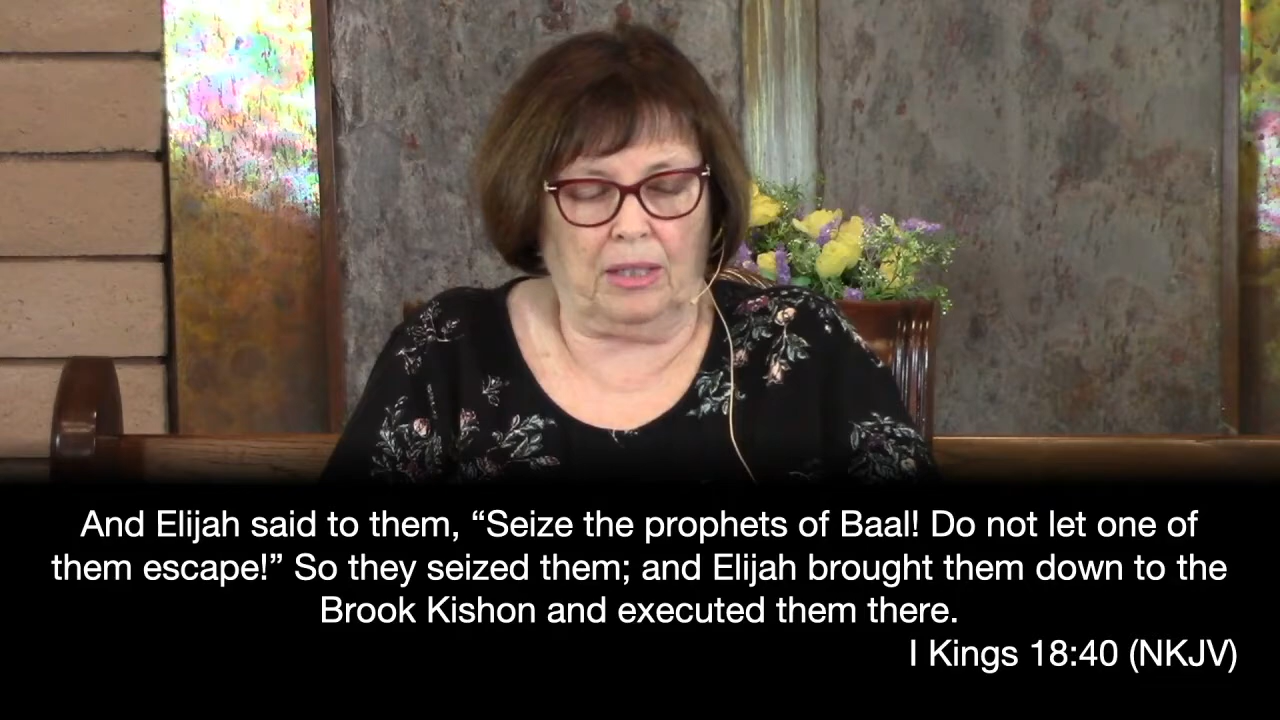 And Elijah said to them, “Seize the prophets of Baal! Do not let one of
them escape!” So they seized them; and Elijah brought them down to the
Brook Kishon and executed them there.
I Kings 18:40 (NKJV)